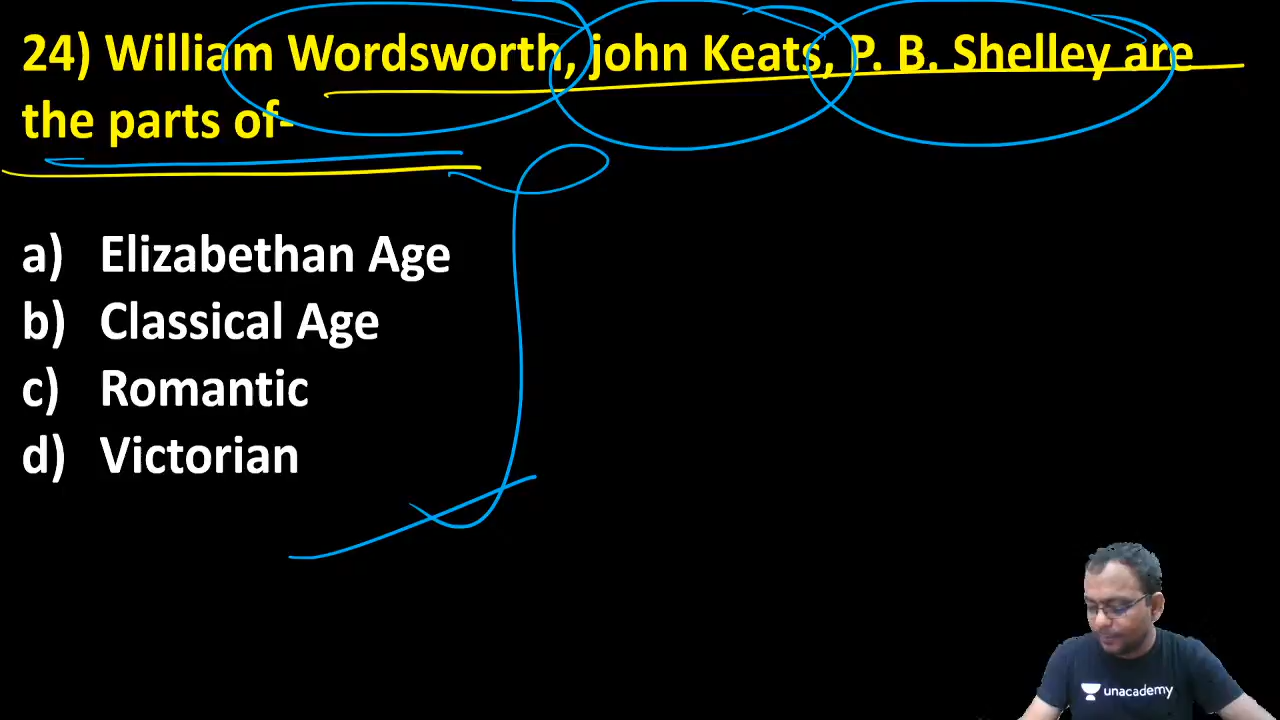 24) William Wordsworth, john Keats, P. B. Shelley are
the parts of-
a) Elizabethan Age
b) Classical Age
c) Romantic
d) Victorian
unacademy